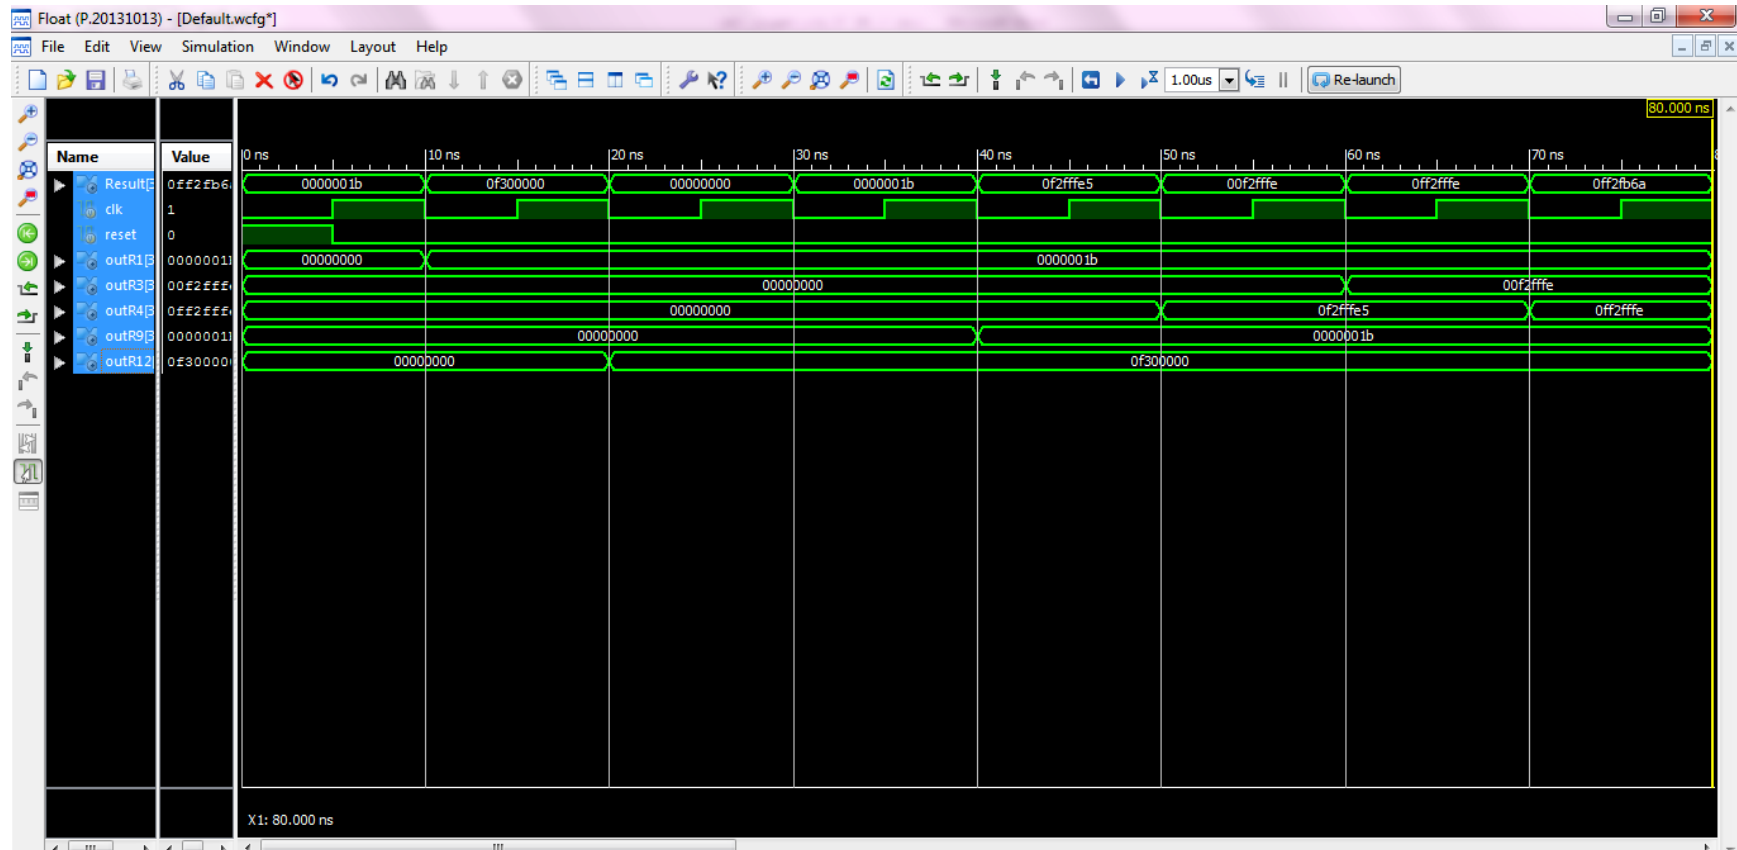 Float (P.20131013) - [Default.wcfg*]
File Edit View Simulation Window Layout Help
1.00us Re-launch
80.000 ns
Name Value 0 ns 10 ns 20 ns 30 ns 40 ns 50 ns 60 ns 70 ns
Result[3 0ff2fb6 0000001b 0f300000 00000000 0000001b 0f2fffe5 00f2fffe 0ff2fffe 0ff2fb6a
clk 1
reset 0
outR1[3 0000001 00000000 0000001b
outR3[3 00f2fff 00000000 00f2fffe
outR4[3 0ff2fff 00000000 0f2fffe5 0ff2fffe
outR9[3 0000001 00000000 0000001b
outR12[ 0f30000 00000000 0f300000
X1: 80.000 ns